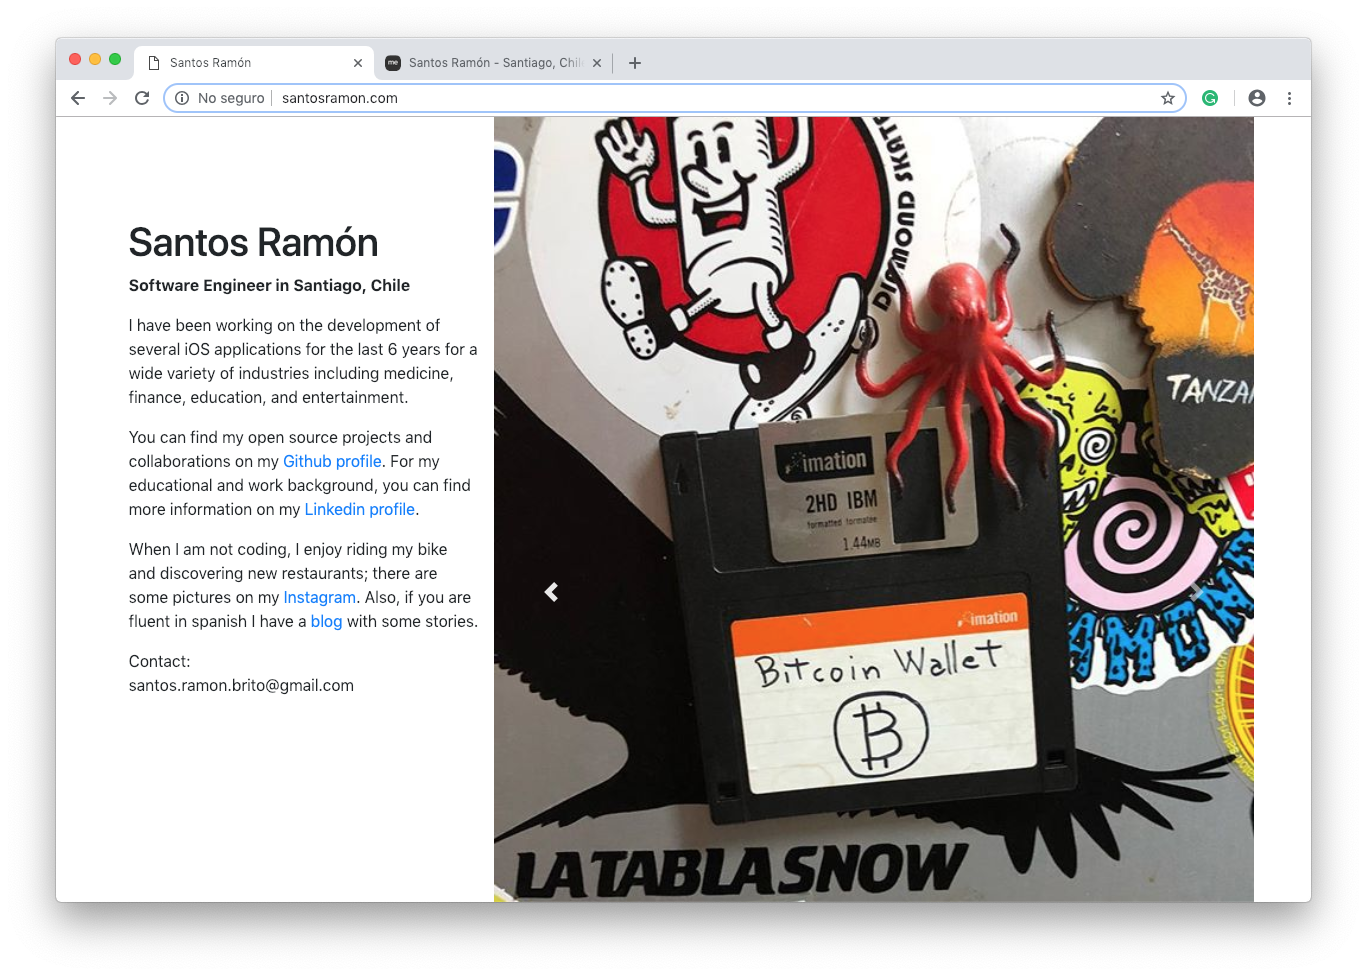 Santos Ramón
Santos Ramón - Santiago, Chil
No seguro
santosramon.com
Santos Ramón
Software Engineer in Santiago, Chile
I have been working on the development of
several iOS applications for the last 6 years for a
wide variety of industries including medicine,
finance, education, and entertainment.
You can find my open source projects and
collaborations on my Github profile. For my
educational and work background, you can find
more information on my Linkedin profile.
When I am not coding, I enjoy riding my bike
and discovering new restaurants; there are
some pictures on my Instagram. Also, if you are
fluent in spanish I have a blog with some stories.
Contact:
santos.ramon.brito@gmail.com
DIAMOND SKAT
TANZA
imation
2HD IBM
formatted formatée
1.44MB
imation
Bitcoin Wallet
AMONS
satori-satori-satori
LATABLASNOW